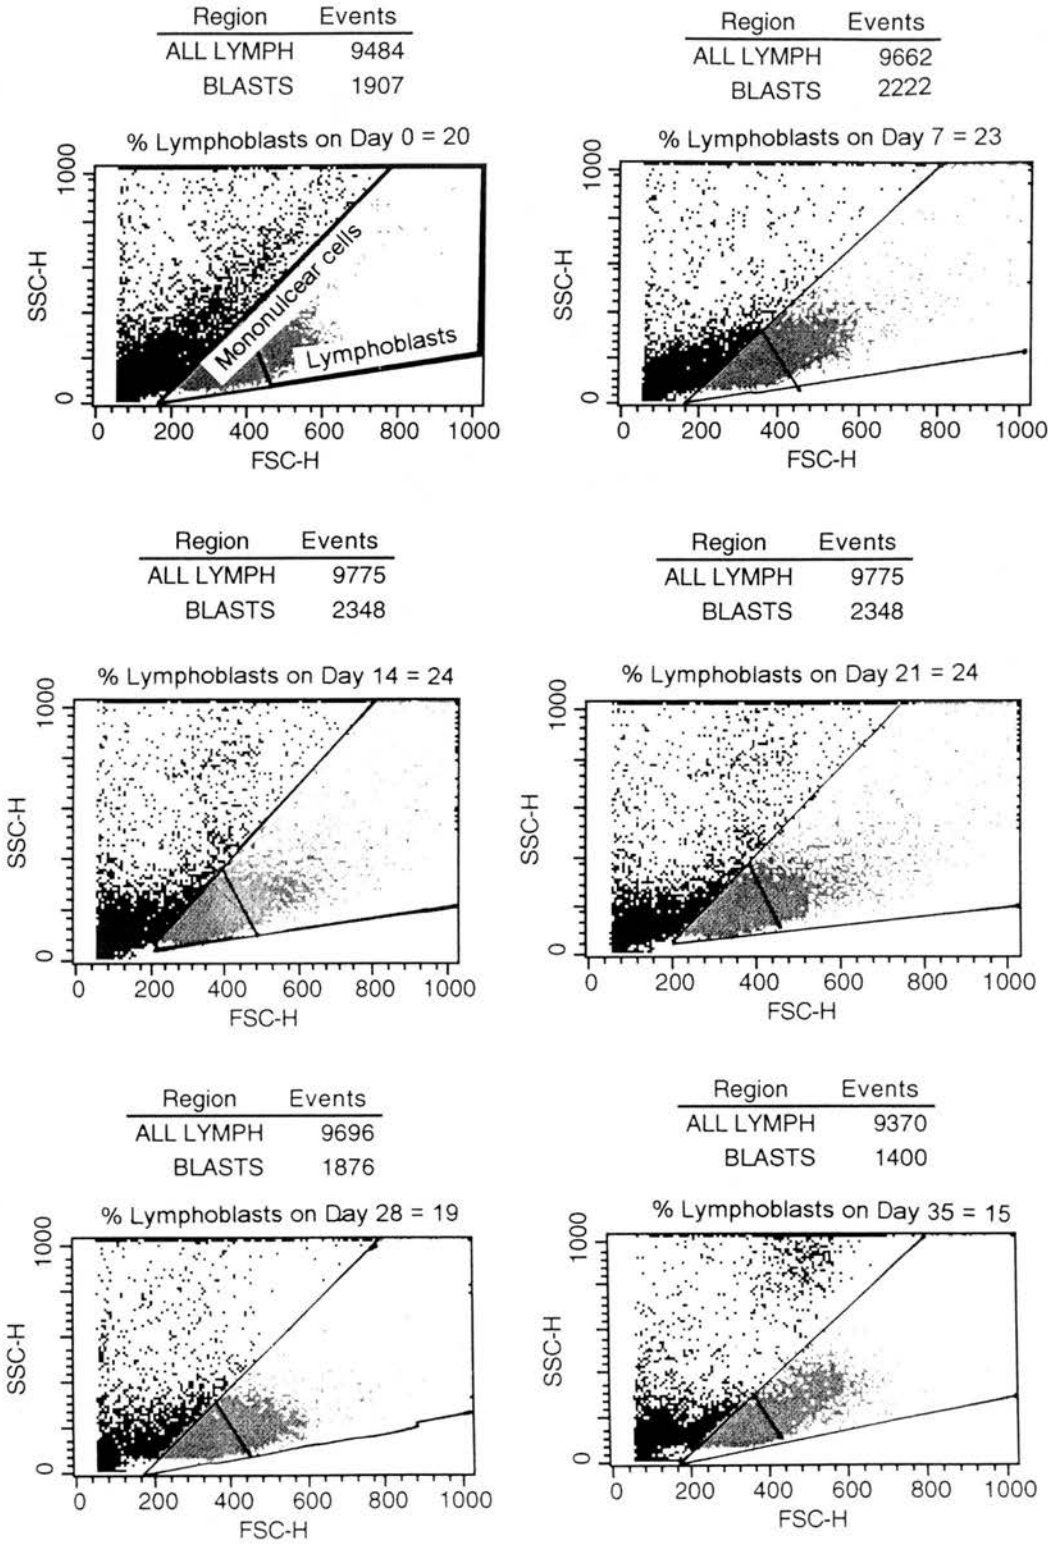 Region Events
ALL LYMPH 9484
BLASTS 1907
% Lymphoblasts on Day 0 = 20
1000
0
SSC-H
Mononulcear cells
Lymphoblasts
0 200 400 600 800 1000
FSC-H
Region Events
ALL LYMPH 9662
BLASTS 2222
% Lymphoblasts on Day 7 = 23
1000
0
SSC-H
0 200 400 600 800 1000
FSC-H
Region Events
ALL LYMPH 9775
BLASTS 2348
% Lymphoblasts on Day 14 = 24
1000
0
SSC-H
0 200 400 600 800 1000
FSC-H
Region Events
ALL LYMPH 9775
BLASTS 2348
% Lymphoblasts on Day 21 = 24
1000
0
SSC-H
0 200 400 600 800 1000
FSC-H
Region Events
ALL LYMPH 9696
BLASTS 1876
% Lymphoblasts on Day 28 = 19
1000
0
SSC-H
0 200 400 600 800 1000
FSC-H
Region Events
ALL LYMPH 9370
BLASTS 1400
% Lymphoblasts on Day 35 = 15
1000
0
SSC-H
0 200 400 600 800 1000
FSC-H